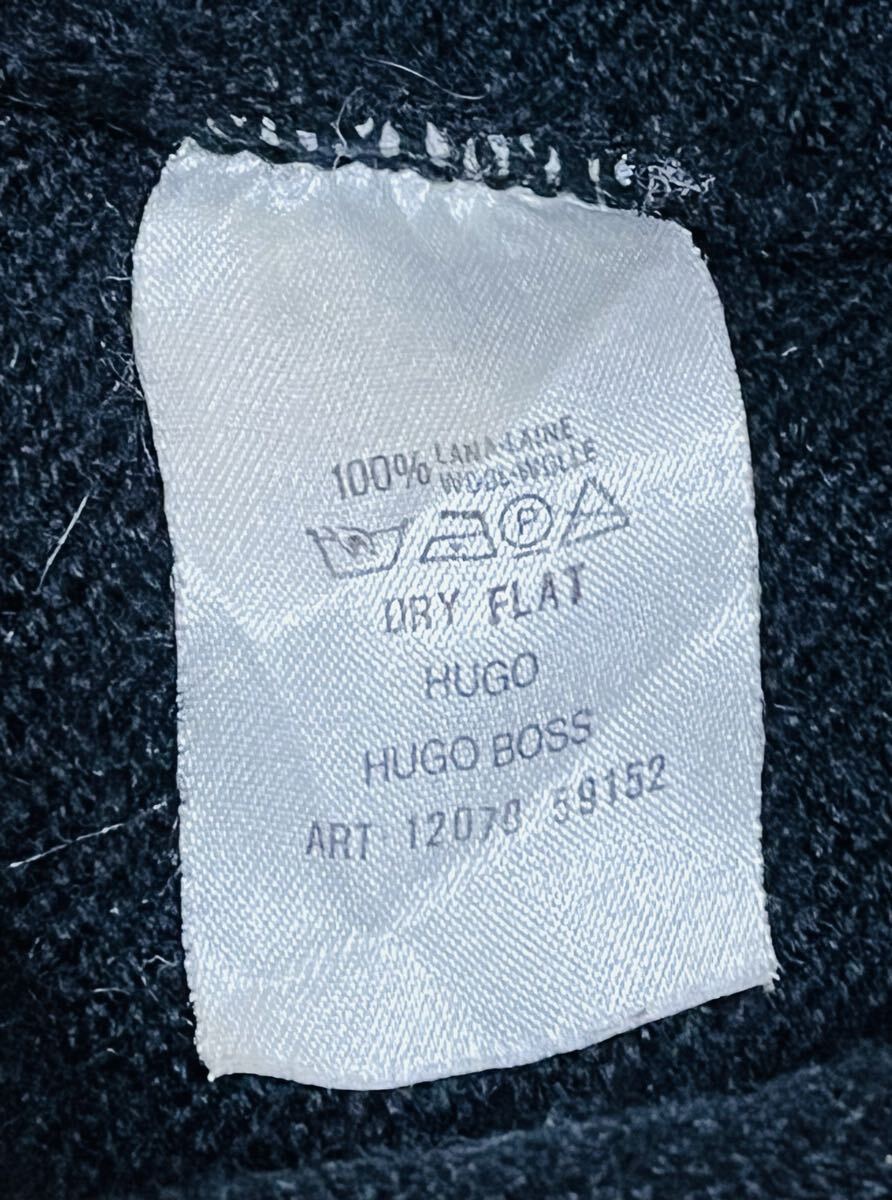 100% LANA-LAINE
WOOL-WOLLE
W P
DRY FLAT
HUGO
HUGO BOSS
ART 12070 59152